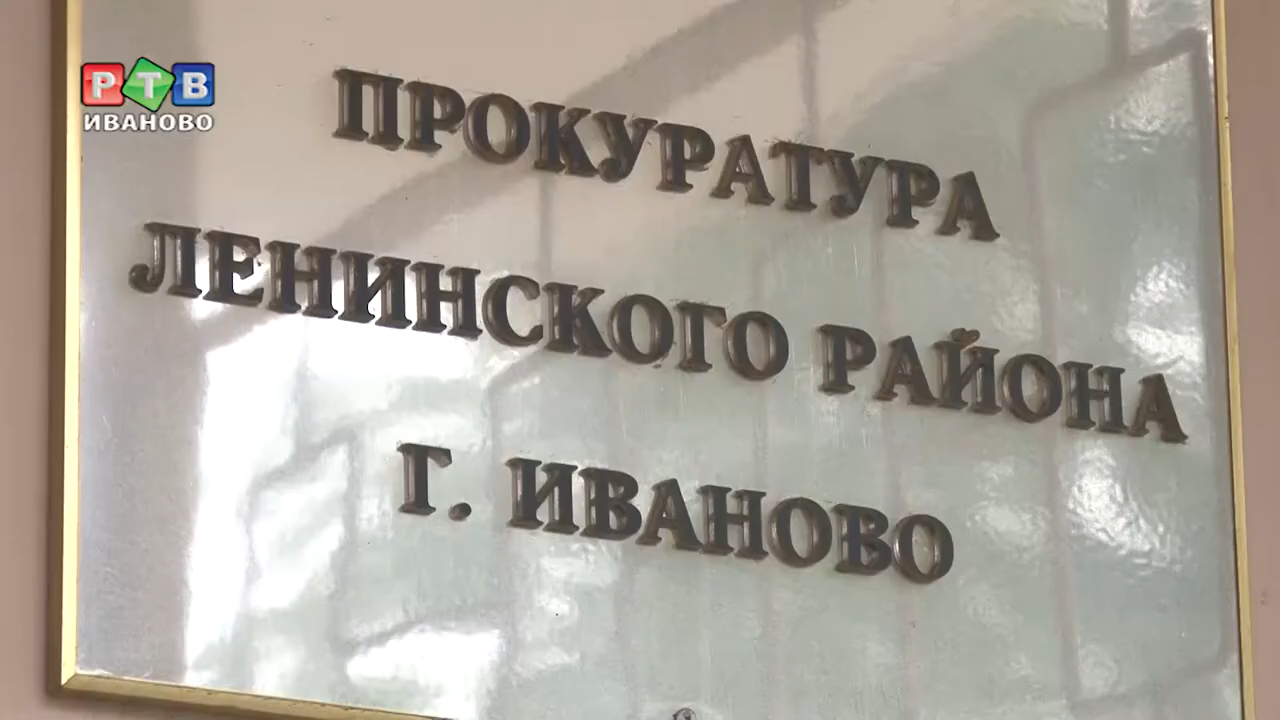 РТВ
ИВАНОВО
ПРОКУРАТУРА
ЛЕНИНСКОГО РАЙОНА
Г. ИВАНОВО